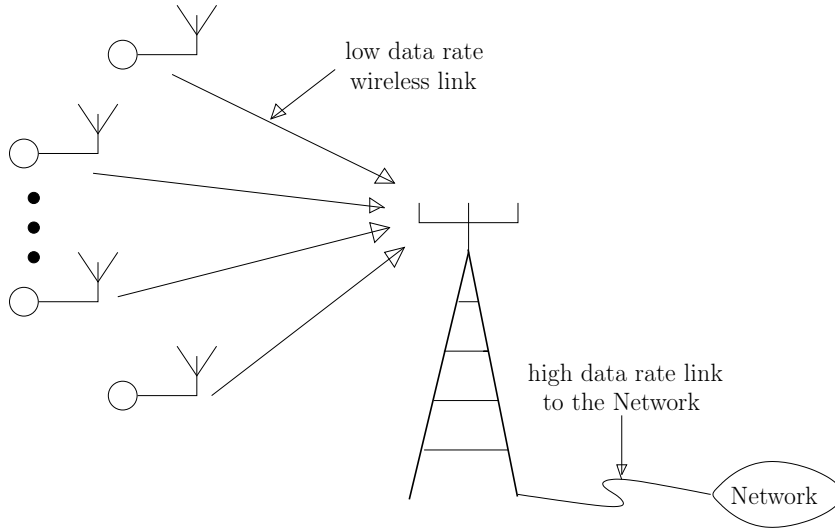 low data rate
wireless link
high data rate link
to the Network
Network